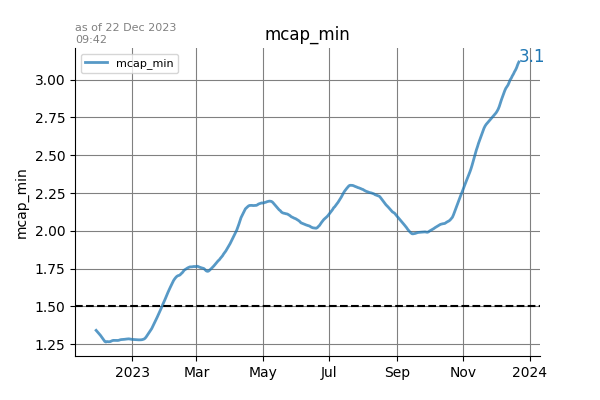 as of 22 Dec 2023
09:42
mcap_min
mcap_min
3.1
3.00
2.75
2.50
2.25
2.00
1.75
1.50
1.25
mcap_min
2023
Mar
May
Jul
Sep
Nov
2024